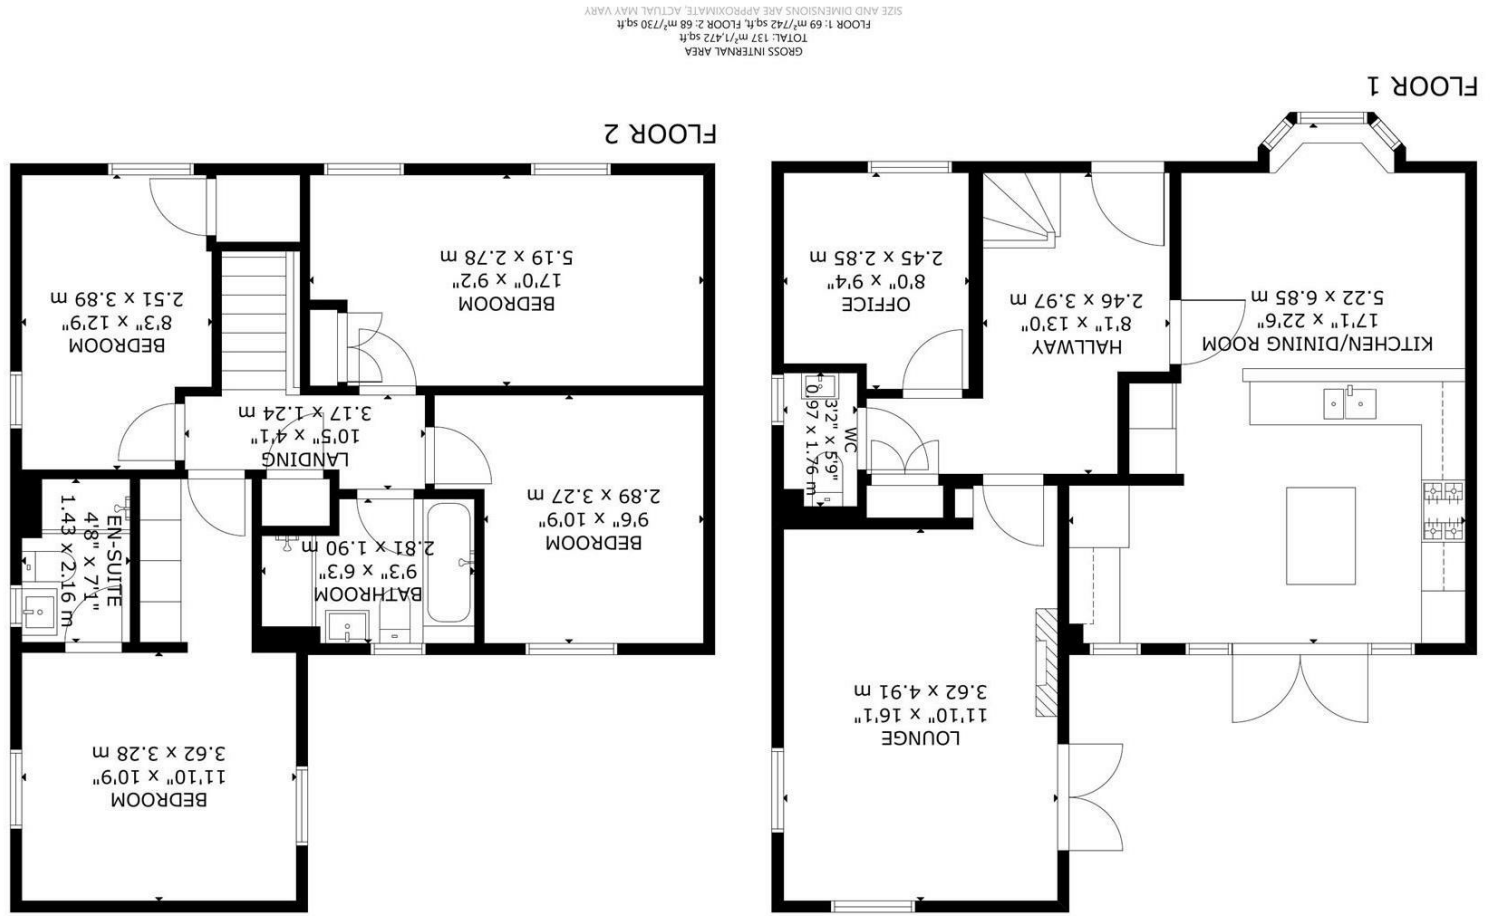 FLOOR 1
KITCHEN/DINING ROOM
17'1" x 22'6"
5.22 x 6.85 m
HALLWAY
8'1" x 13'0"
2.46 x 3.97 m
OFFICE
8'0" x 9'4"
2.45 x 2.85 m
WC
3'2" x 5'9"
0.97 x 1.76 m
LOUNGE
11'10" x 16'1"
3.62 x 4.91 m
FLOOR 2
BEDROOM
17'0" x 9'2"
5.19 x 2.78 m
BEDROOM
8'3" x 12'9"
2.51 x 3.89 m
LANDING
10'5" x 4'1"
3.17 x 1.24 m
BEDROOM
9'6" x 10'9"
2.89 x 3.27 m
BATHROOM
9'3" x 6'3"
2.81 x 1.90 m
EN-SUITE
4'8" x 7'1"
1.43 x 2.16 m
BEDROOM
11'10" x 10'9"
3.62 x 3.28 m
GROSS INTERNAL AREA
TOTAL: 137 m²/1,472 sq.ft
FLOOR 1: 69 m²/742 sq.ft, FLOOR 2: 68 m²/730 sq.ft
SIZE AND DIMENSIONS ARE APPROXIMATE, ACTUAL MAY VARY